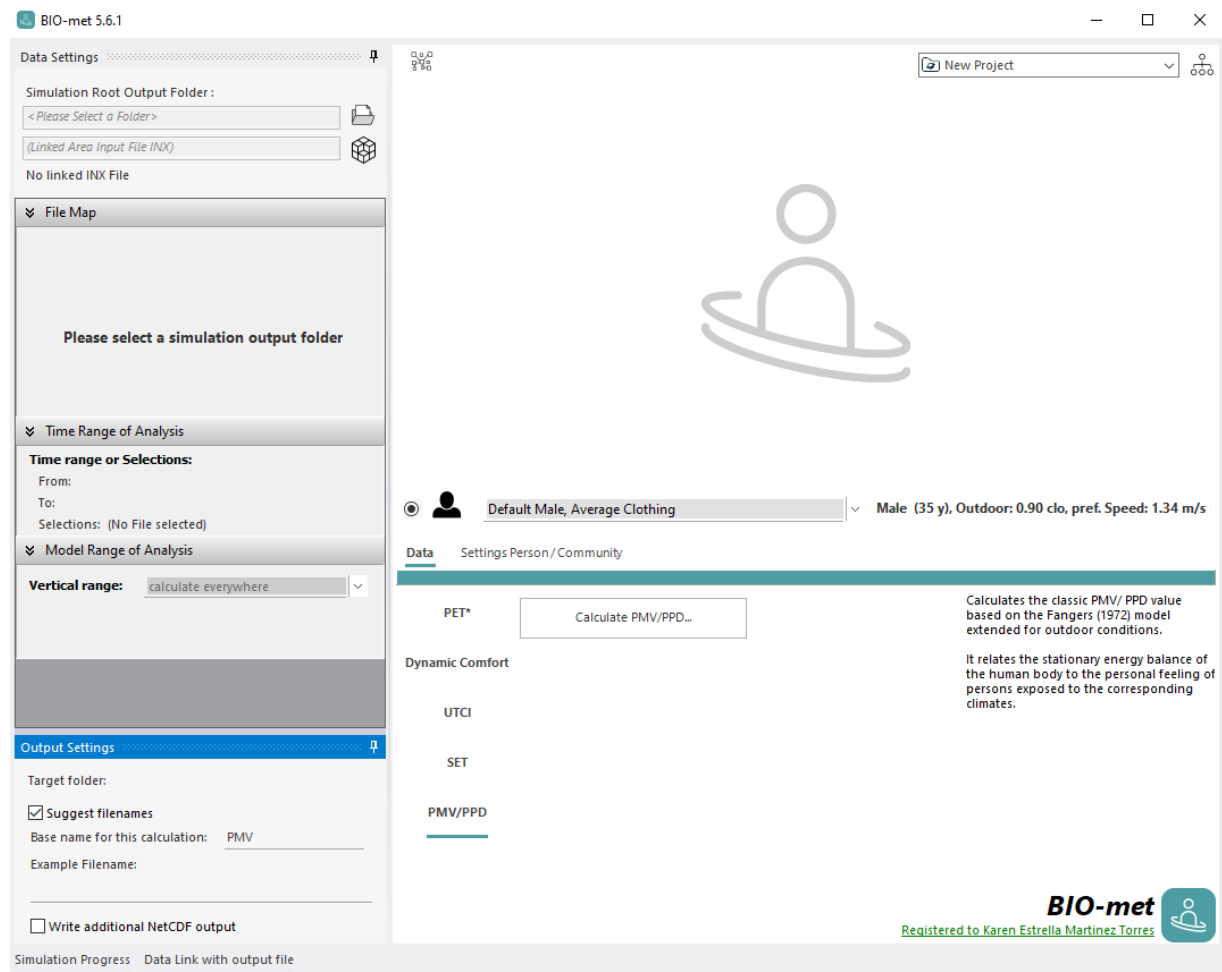 BIO-met 5.6.1
Data Settings
Simulation Root Output Folder :
<Please Select a Folder>
(Linked Area Input File INX)
No linked INX File
File Map
Please select a simulation output folder
Time Range of Analysis
Time range or Selections:
From:
To:
Selections: (No File selected)
Model Range of Analysis
Vertical range: calculate everywhere
Output Settings
Target folder:
Suggest filenames
Base name for this calculation: PMV
Example Filename:
Write additional NetCDF output
Simulation Progress Data Link with output file
New Project
Default Male, Average Clothing
Male (35 y), Outdoor: 0.90 clo, pref. Speed: 1.34 m/s
Data Settings Person / Community
PET*
Dynamic Comfort
UTCI
SET
PMV/PPD
Calculate PMV/PPD...
Calculates the classic PMV/ PPD value
based on the Fangers (1972) model
extended for outdoor conditions.
It relates the stationary energy balance of
the human body to the personal feeling of
persons exposed to the corresponding
climates.
BIO-met
Registered to Karen Estrella Martinez Torres